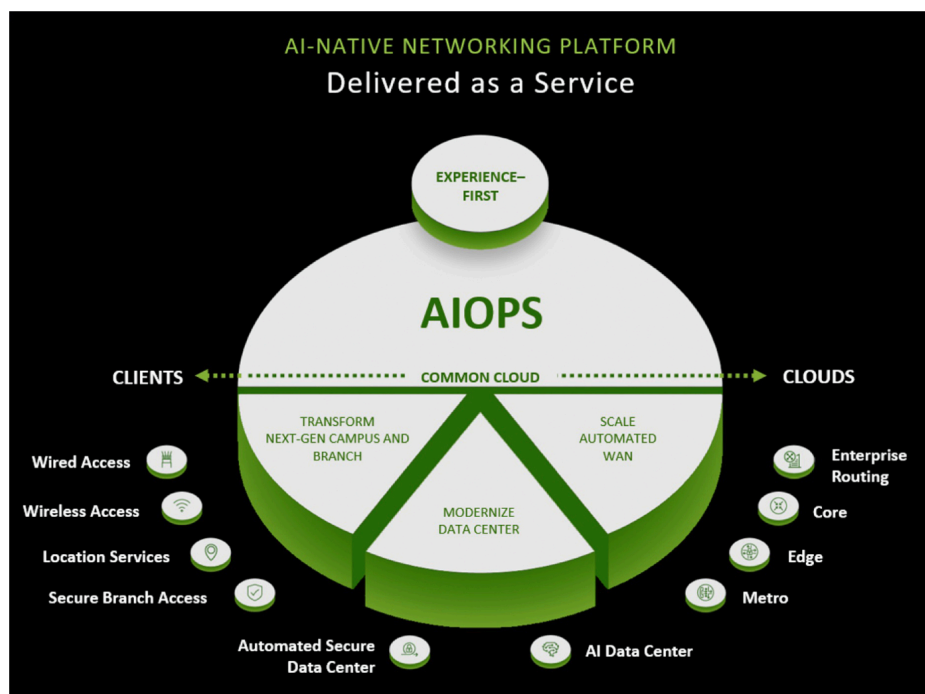 AI-NATIVE NETWORKING PLATFORM
Delivered as a Service
EXPERIENCE–
FIRST
AIOPS
CLIENTS
COMMON CLOUD
CLOUDS
TRANSFORM
NEXT-GEN CAMPUS AND
BRANCH
SCALE
AUTOMATED
WAN
MODERNIZE
DATA CENTER
Wired Access
Wireless Access
Location Services
Secure Branch Access
Automated Secure
Data Center
AI Data Center
Metro
Edge
Core
Enterprise
Routing